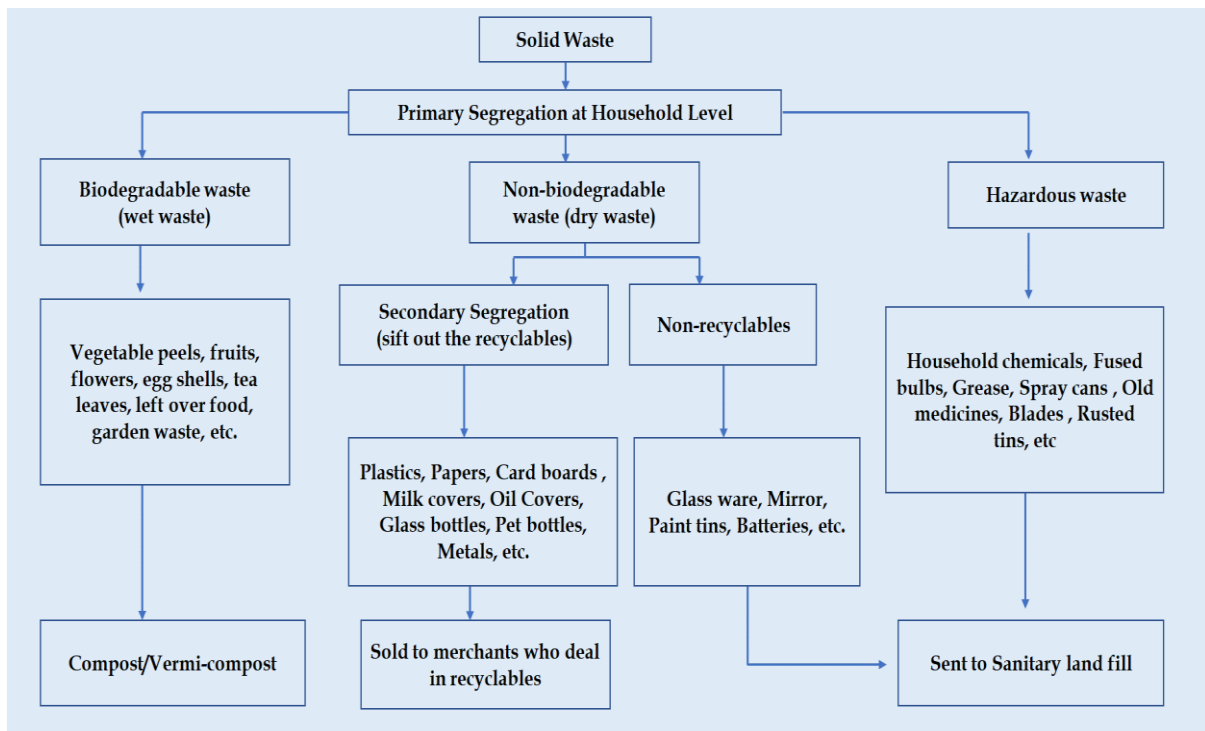 Solid Waste
Primary Segregation at Household Level
Biodegradable waste
(wet waste)
Non-biodegradable
waste (dry waste)
Hazardous waste
Secondary Segregation
(sift out the recyclables)
Non-recyclables
Vegetable peels, fruits,
flowers, egg shells, tea
leaves, left over food,
garden waste, etc.
Household chemicals, Fused
bulbs, Grease, Spray cans , Old
medicines, Blades , Rusted
tins, etc
Plastics, Papers, Card boards ,
Milk covers, Oil Covers,
Glass bottles, Pet bottles,
Metals, etc.
Glass ware, Mirror,
Paint tins, Batteries, etc.
Compost/Vermi-compost
Sold to merchants who deal
in recyclables
Sent to Sanitary land fill